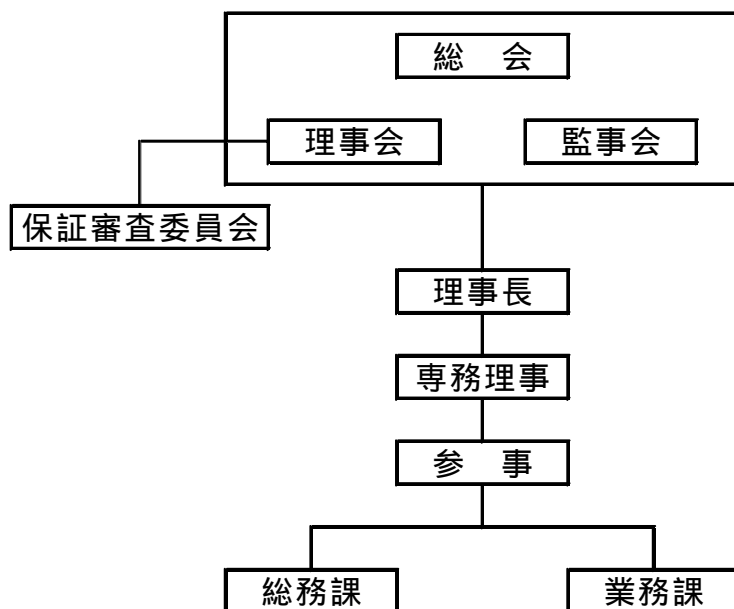 総　会
理事会
監事会
保証審査委員会
理事長
専務理事
参　事
総務課
業務課